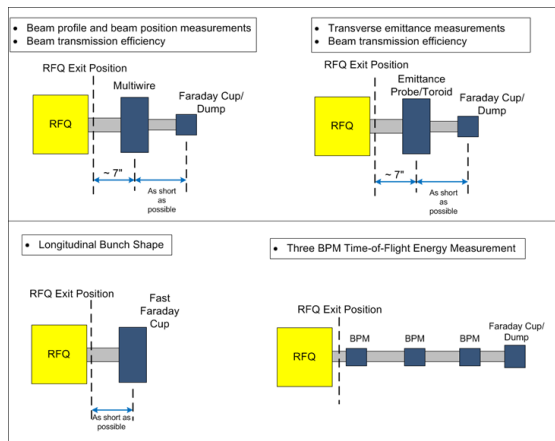 • Beam profile and beam position measurements
• Beam transmission efficiency
RFQ Exit Position
Multiwire
Faraday Cup/
Dump
RFQ
~ 7"
As short
as
possible
• Transverse emittance measurements
• Beam transmission efficiency
RFQ Exit Position
Emittance
Probe/Toroid
Faraday Cup/
Dump
RFQ
~ 7"
As short
as
possible
• Longitudinal Bunch Shape
RFQ Exit Position
Fast
Faraday
Cup
RFQ
As short as
possible
• Three BPM Time-of-Flight Energy Measurement
RFQ Exit Position
BPM
BPM
BPM
Faraday Cup/
Dump
RFQ